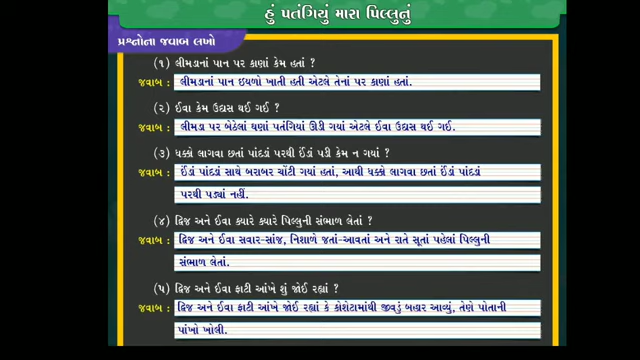 હું પતંગિયું મારા પિલ્લુનું
પ્રશ્નોના જવાબ લખો
(૧) લીમડાનાં પાન પર કાણાં કેમ હતાં ?
જવાબ : લીમડાનાં પાન ઇયળો ખાતી હતી એટલે તેનાં પર કાણાં હતાં.
(૨) ઈવા કેમ ઉદાસ થઈ ગઈ ?
જવાબ : લીમડા પર બેઠેલાં ઘણાં પતંગિયાં ઊડી ગયાં એટલે ઈવા ઉદાસ થઈ ગઈ.
(૩) ધક્કો લાગવા છતાં પાંદડાં પરથી ઈંડાં પડી કેમ ન ગયાં ?
જવાબ : ઈંડાં પાંદડાં સાથે બરાબર ચોંટી ગયાં હતાં, આથી ધક્કો લાગવા છતાં ઈંડાં પાંદડાં
પરથી પડ્યાં નહીં.
(૪) દ્વિજ અને ઈવા ક્યારે ક્યારે પિલ્લુની સંભાળ લેતાં ?
જવાબ : દ્વિજ અને ઈવા સવાર-સાંજ, નિશાળે જતાં-આવતાં અને રાતે સૂતાં પહેલાં પિલ્લુની
સંભાળ લેતાં.
(૫) દ્વિજ અને ઈવા ફાટી આંખે શું જોઈ રહ્યાં ?
જવાબ : દ્વિજ અને ઈવા ફાટી આંખે જોઈ રહ્યાં કે કોશેટામાંથી જીવડું બહાર આવ્યું, તેણે પોતાની
પાંખો ખોલી.